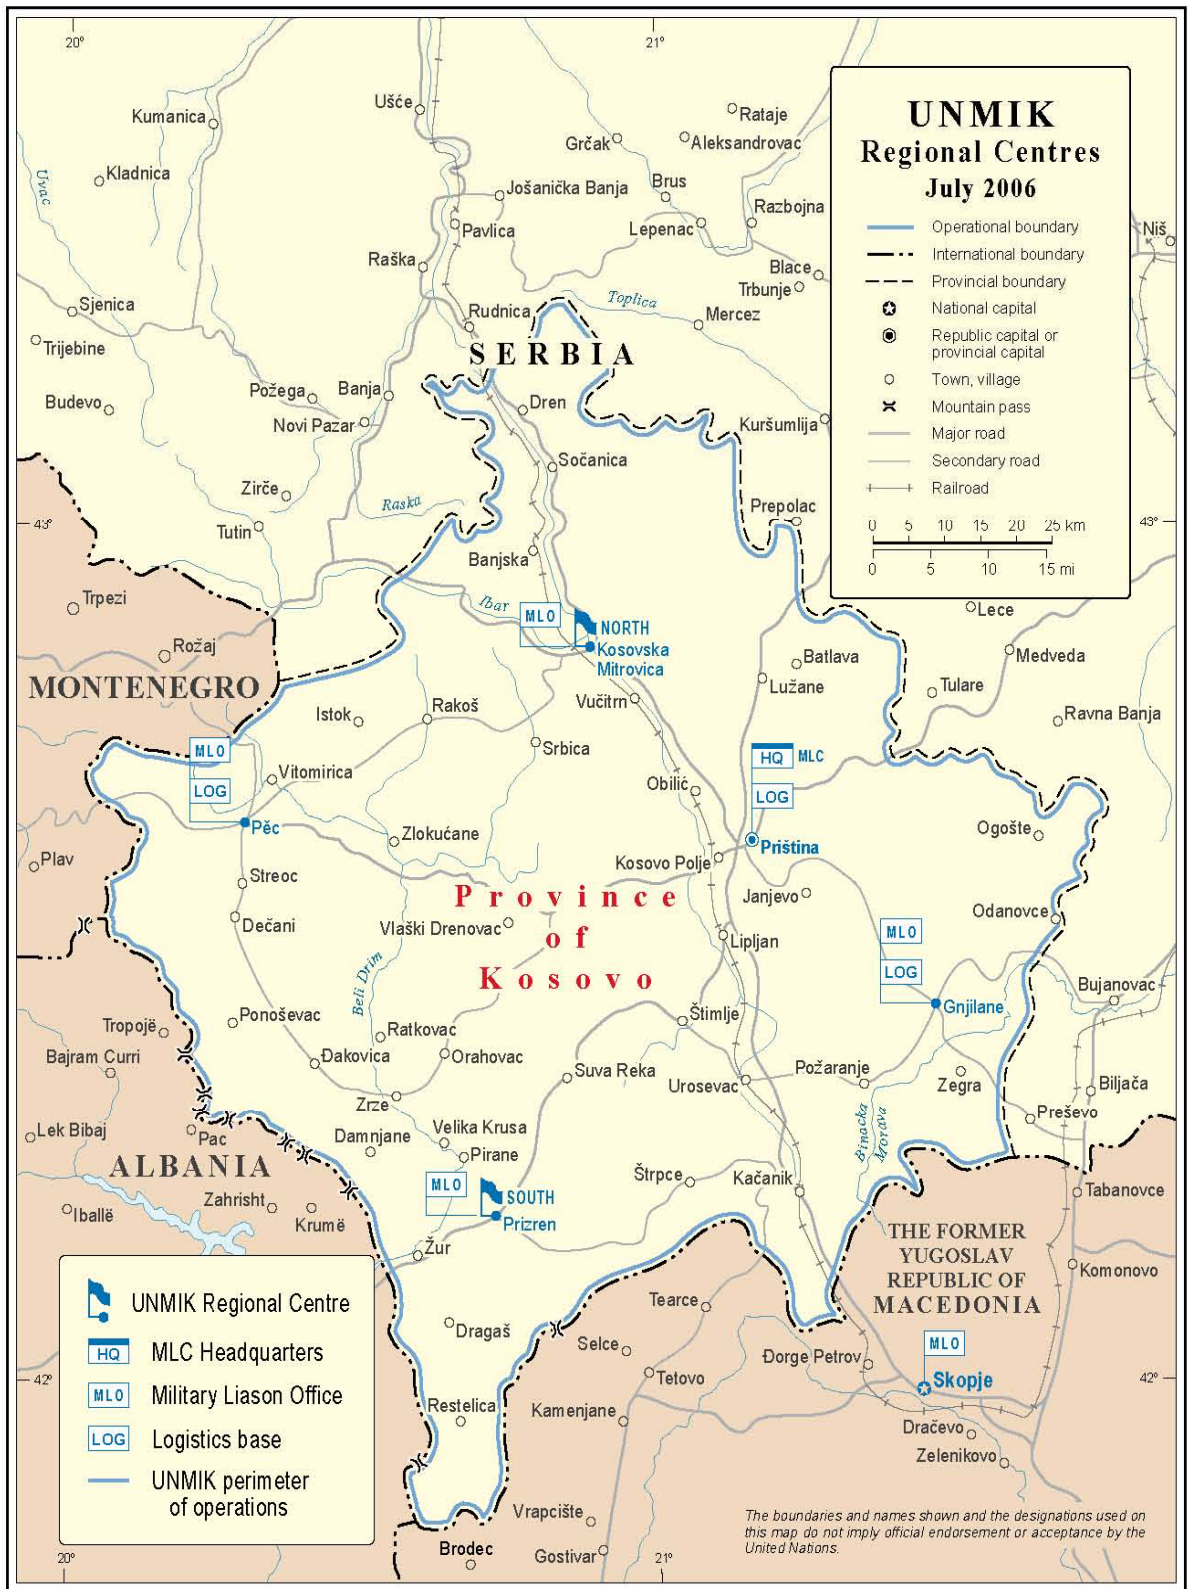 20°
21°
Ušće
Rataje
Kumanica
Grčak
Aleksandrovac
UNMIK
Regional Centres
July 2006
Operational boundary
International boundary
Provincial boundary
National capital
Republic capital or
provincial capital
Town, village
Mountain pass
Major road
Secondary road
Railroad
0 5 10 15 20 25 km
0 5 10 15 mi
Uvac
Kladnica
Jošanička Banja
Brus
Razbojna
Pavlica
Lepenac
Niš
Raška
Blace
Trbunje
Sjenica
Rudnica
Toplica
Mercez
Trijebine
SERBIA
Požega
Banja
Budevo
Dren
Novi Pazar
Kuršumlija
Sočanica
Zirče
Raska
Prepolac
43°
Tutin
43°
Banjska
Trpezi
Ibar
MLO
NORTH
Kosovska
Mitrovica
Lece
Rožaj
Batlava
Medveda
MONTENEGRO
Lužane
Tulare
Vučitrn
Istok
Rakoš
Ravna Banja
MLO
Srbica
HQ MLC
Vitomirica
LOG
Obilić
LOG
Pěc
Zlokućane
Ogošte
Priština
Plav
Kosovo Polje
Streoc
Province
of
Kosovo
Janjevo
Dečani
Vlaški Drenovac
Odanovce
MLO
Lipljan
LOG
Beli Drim
Bujanovac
Gnjilane
Ponoševac
Štimlje
Tropojë
Ratkovac
Bajram Curri
Đakovica
Orahovac
Suva Reka
Požaranje
Urosevac
Zegra
Biljača
Zrze
Preševo
Binacka
Morava
Lek Bibaj
Pac
Damnjane
Velika Krusa
Pirane
ALBANIA
MLO
SOUTH
Prizren
Štrpce
Kačanik
Tabanovce
Zahrisht
Iballë
Krumë
THE FORMER
YUGOSLAV
REPUBLIC OF
MACEDONIA
Žur
Komonovo
UNMIK Regional Centre
HQ MLC Headquarters
MLO Military Liason Office
LOG Logistics base
UNMIK perimeter
of operations
Tearce
Dragaš
Selce
Đorge Petrov
MLO
Skopje
42°
Tetovo
42°
Restelica
Kamenjane
Dračevo
Zelenikovo
Vrapcište
The boundaries and names shown and the designations used on
this map do not imply official endorsement or acceptance by the
United Nations.
Brodec
Gostivar
20°
21°